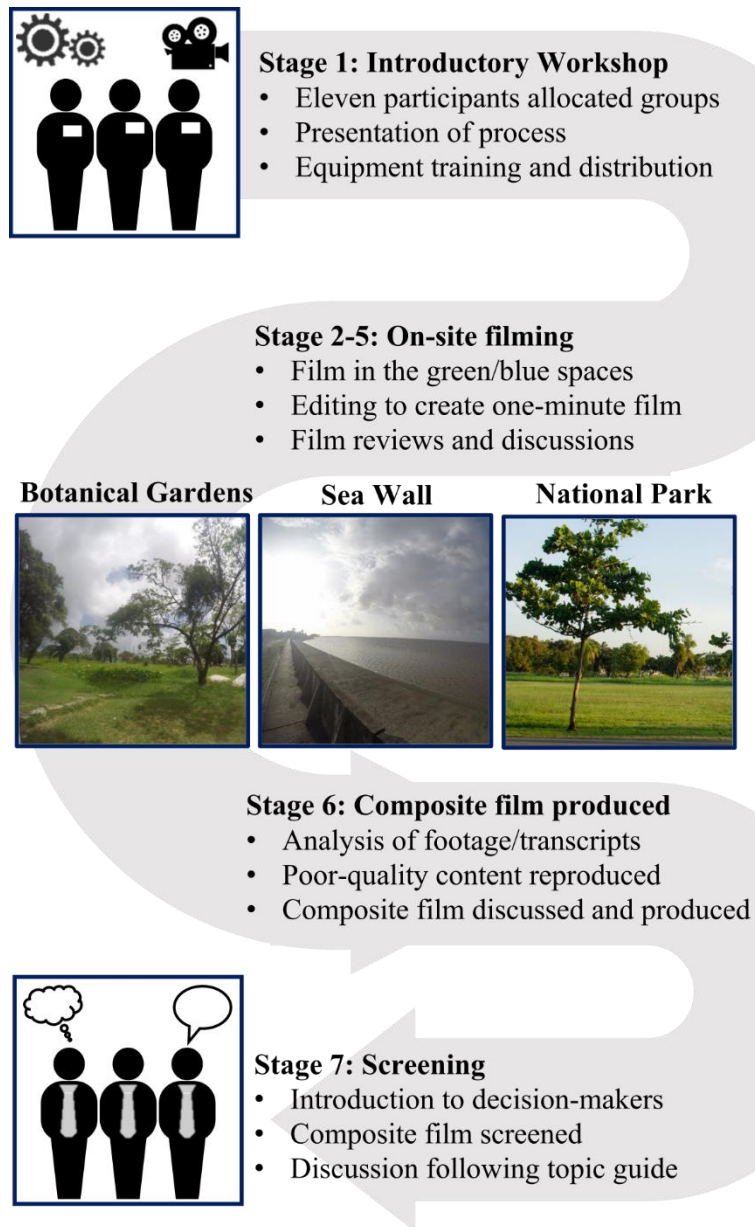 Stage 1: Introductory Workshop
• Eleven participants allocated groups
• Presentation of process
• Equipment training and distribution
Stage 2-5: On-site filming
• Film in the green/blue spaces
• Editing to create one-minute film
• Film reviews and discussions
Botanical Gardens
Sea Wall
National Park
Stage 6: Composite film produced
• Analysis of footage/transcripts
• Poor-quality content reproduced
• Composite film discussed and produced
Stage 7: Screening
• Introduction to decision-makers
• Composite film screened
• Discussion following topic guide